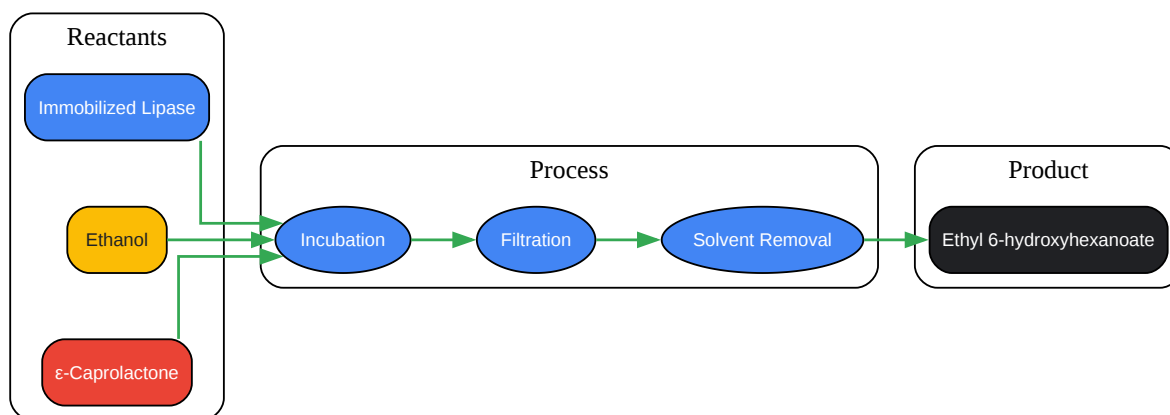 Reactants
Immobilized Lipase
Ethanol
ε-Caprolactone
Process
Incubation
Filtration
Solvent Removal
Product
Ethyl 6-hydroxyhexanoate